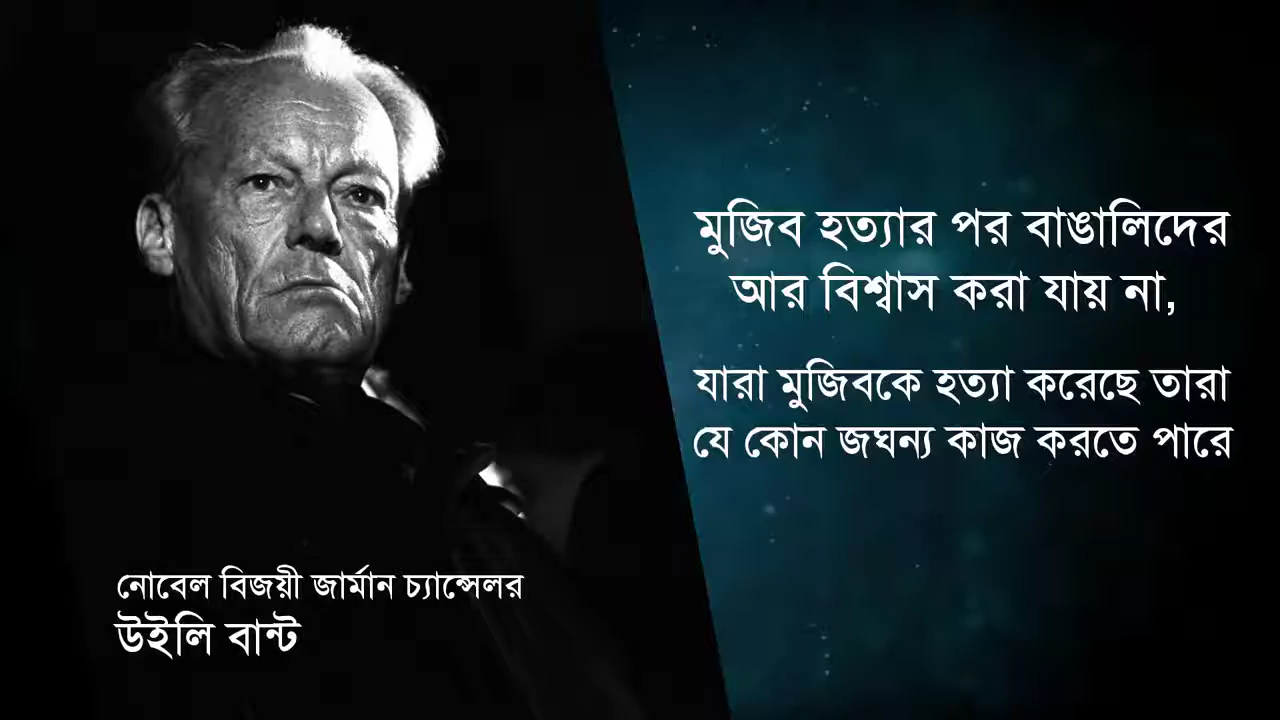 মুজিব হত্যার পর বাঙালিদের
আর বিশ্বাস করা যায় না,
যারা মুজিবকে হত্যা করেছে তারা
যে কোন জঘন্য কাজ করতে পারে
নোবেল বিজয়ী জার্মান চ্যান্সেলর
উইলি বান্ট